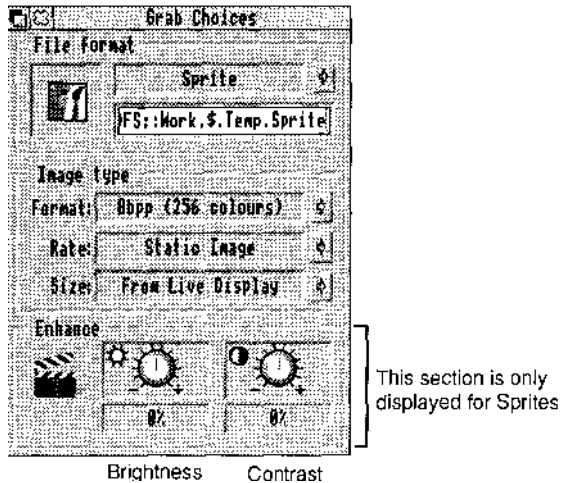 Grab Choices
File format
Sprite
FS::Work.$.Temp.Sprite
Image type
Format: 8bpp (256 colours)
Rate: Static Image
Size: From Live Display
Enhance
- + - +
0% 0%
This section is only
displayed for Sprites
Brightness Contrast